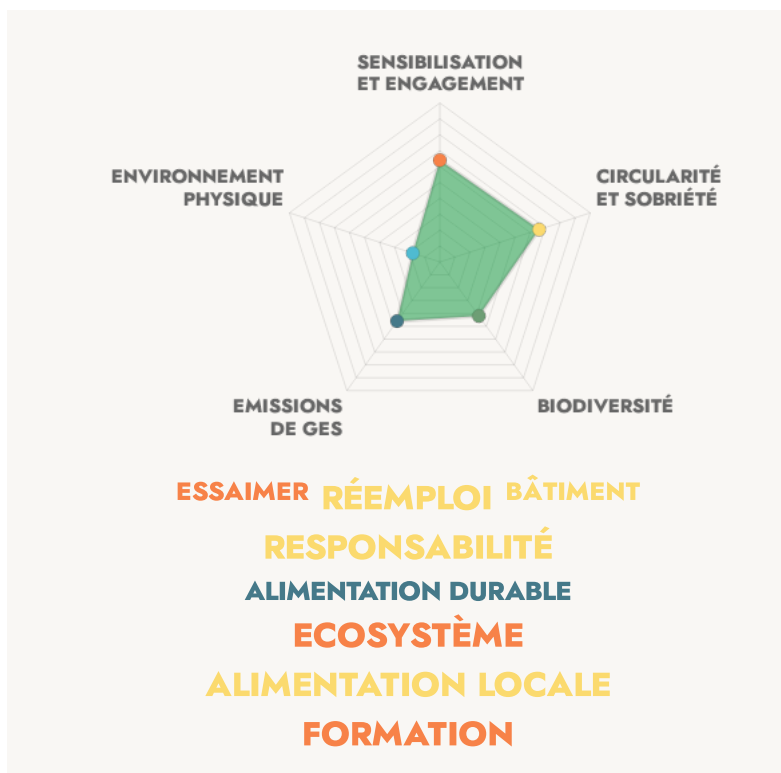 SENSIBILISATION
ET ENGAGEMENT
ENVIRONNEMENT
PHYSIQUE
CIRCULARITÉ
ET SOBRIÉTÉ
EMISSIONS
DE GES
BIODIVERSITÉ
ESSAIMER RÉEMPLOI BÂTIMENT
RESPONSABILITÉ
ALIMENTATION DURABLE
ECOSYSTÈME
ALIMENTATION LOCALE
FORMATION